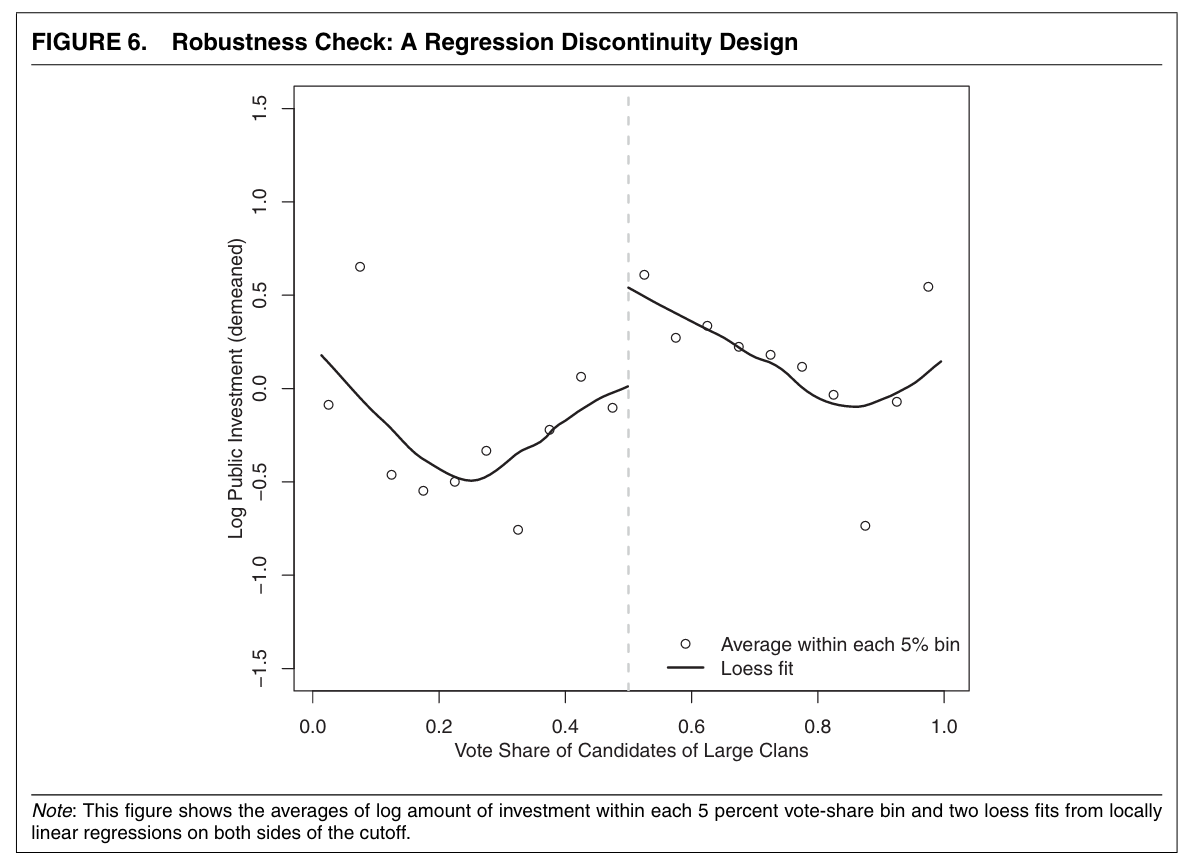 FIGURE 6. Robustness Check: A Regression Discontinuity Design
1.5
1.0
0.5
0.0
−0.5
−1.0
−1.5
Log Public Investment (demeaned)
Average within each 5% bin
Loess fit
0.0 0.2 0.4 0.6 0.8 1.0
Vote Share of Candidates of Large Clans
Note: This figure shows the averages of log amount of investment within each 5 percent vote-share bin and two loess fits from locally
linear regressions on both sides of the cutoff.